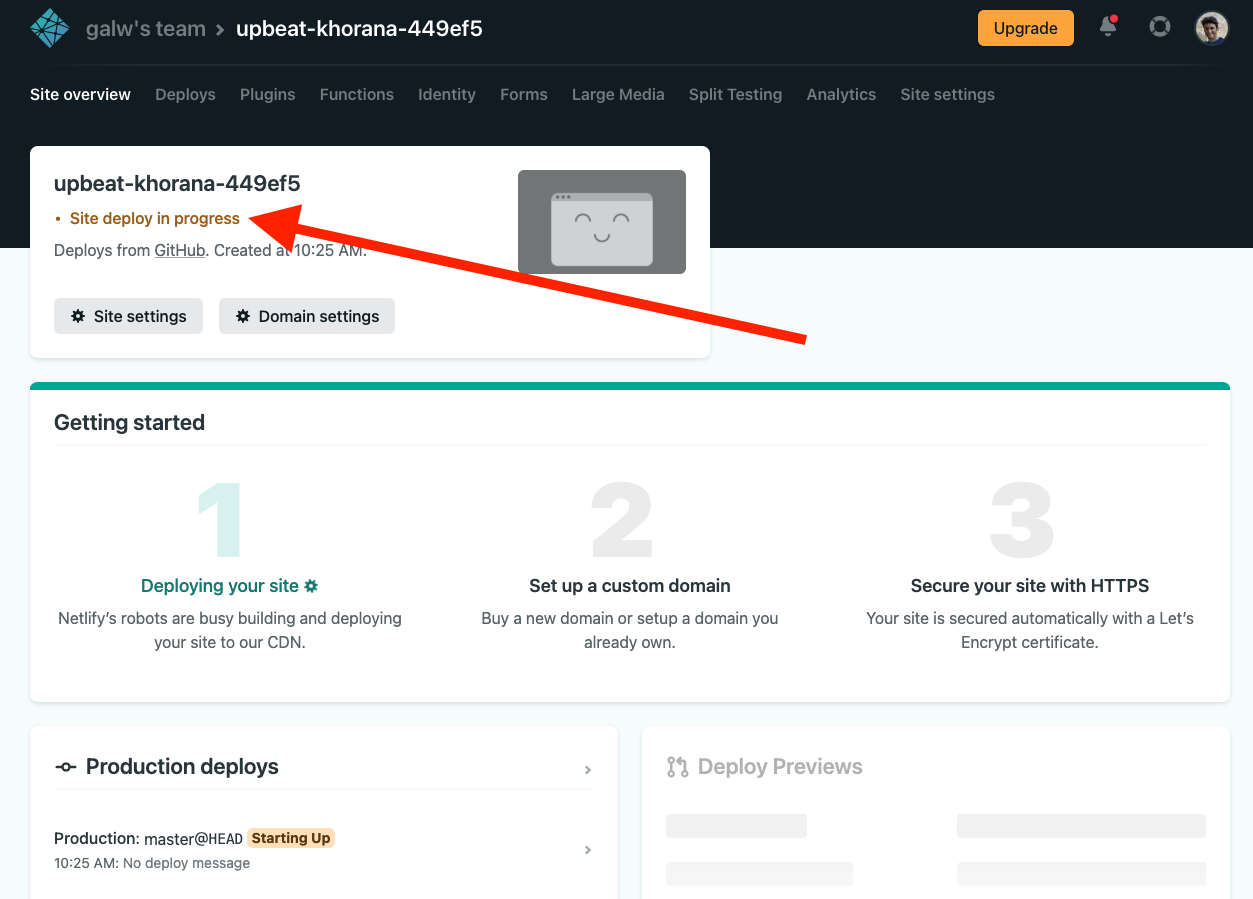 galw's team > upbeat-khorana-449ef5
Upgrade
Site overview Deploys Plugins Functions Identity Forms Large Media Split Testing Analytics Site settings
upbeat-khorana-449ef5
• Site deploy in progress
Deploys from GitHub. Created at 10:25 AM.
Site settings
Domain settings
Getting started
1
Deploying your site
Netlify’s robots are busy building and deploying
your site to our CDN.
2
Set up a custom domain
Buy a new domain or setup a domain you
already own.
3
Secure your site with HTTPS
Your site is secured automatically with a Let’s
Encrypt certificate.
Production deploys
Production: master@HEAD Starting Up
10:25 AM: No deploy message
Deploy Previews